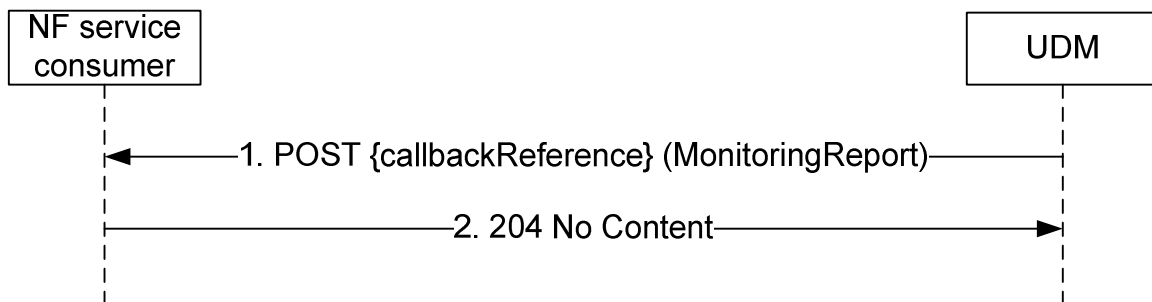 NF service
consumer
UDM
1. POST {callbackReference} (MonitoringReport)
2. 204 No Content